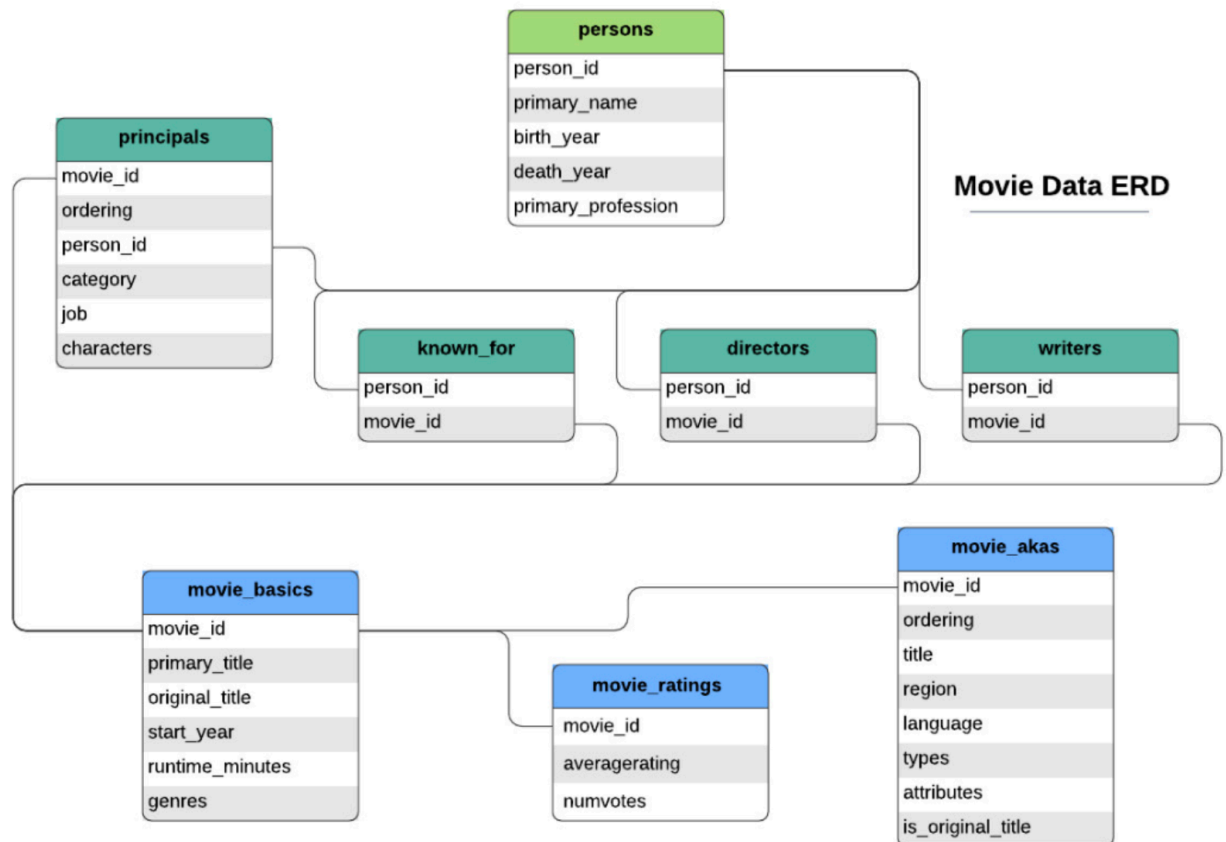 persons
person_id
primary_name
birth_year
death_year
primary_profession
principals
movie_id
ordering
person_id
category
job
characters
Movie Data ERD
known_for
person_id
movie_id
directors
person_id
movie_id
writers
person_id
movie_id
movie_basics
movie_id
primary_title
original_title
start_year
runtime_minutes
genres
movie_ratings
movie_id
averagerating
numvotes
movie_akas
movie_id
ordering
title
region
language
types
attributes
is_original_title